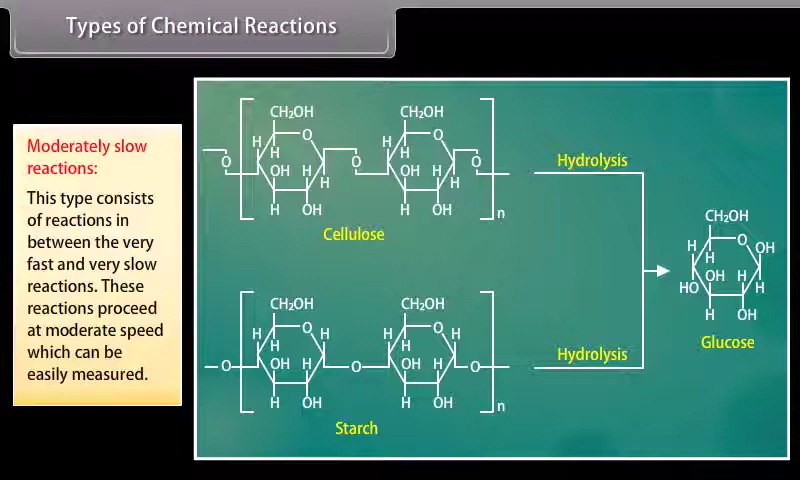 Types of Chemical Reactions
Moderately slow
reactions:
This type consists
of reactions in
between the very
fast and very slow
reactions. These
reactions proceed
at moderate speed
which can be
easily measured.
CH₂OH CH₂OH
O O
H H
H H
O OH H O OH H O
H H
H OH H OH n
Cellulose
Hydrolysis
CH₂OH
O OH
H H
OH H
HO H
H OH
Glucose
CH₂OH CH₂OH
O O
H H H H
H H
O OH H O OH H O
H OH H OH n
Starch
Hydrolysis